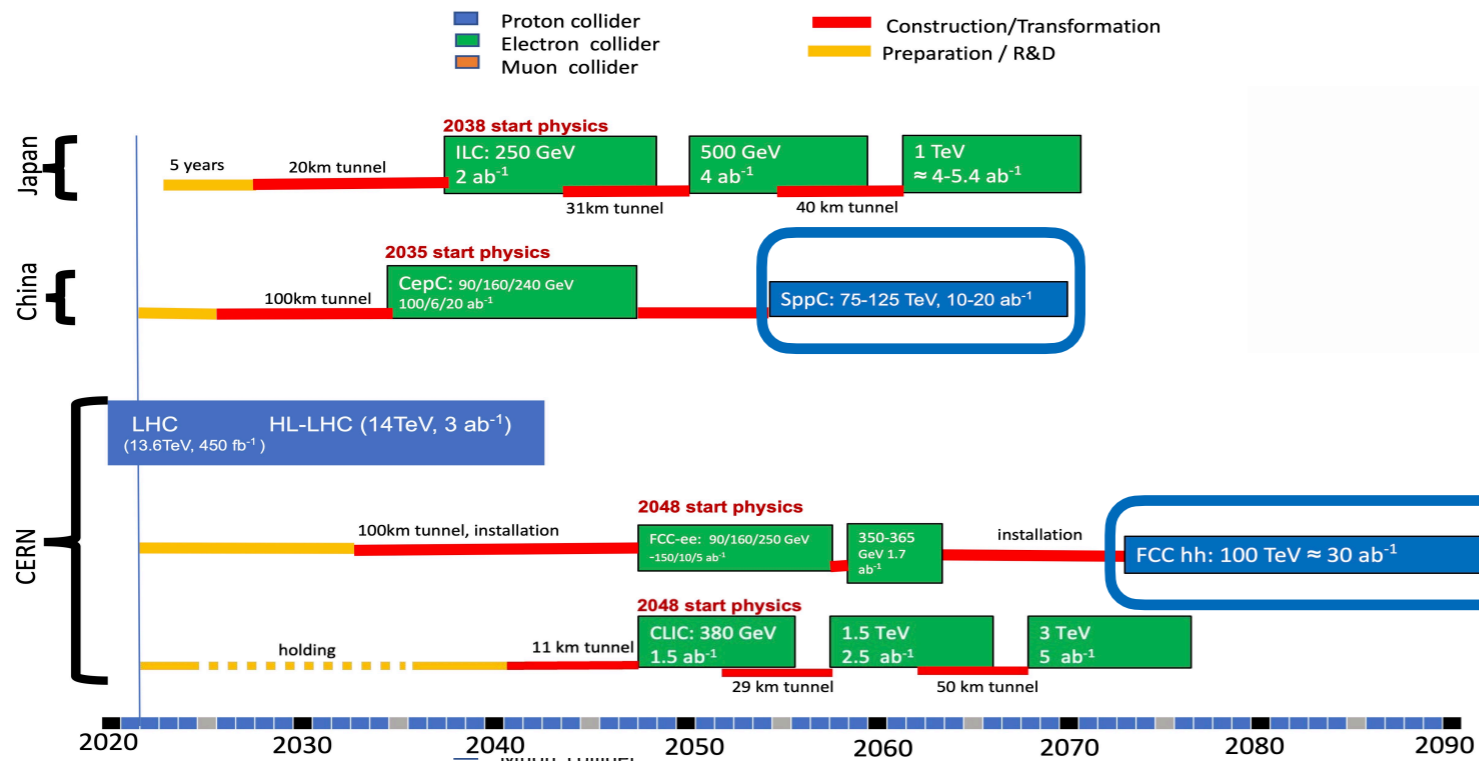 Proton collider
Electron collider
Muon collider
Construction/Transformation
Preparation / R&D
Japan
2038 start physics
5 years
20km tunnel
ILC: 250 GeV
2 ab⁻¹
500 GeV
4 ab⁻¹
1 TeV
≈ 4-5.4 ab⁻¹
31km tunnel
40 km tunnel
China
2035 start physics
100km tunnel
CepC: 90/160/240 GeV
100/6/20 ab⁻¹
SppC: 75-125 TeV, 10-20 ab⁻¹
CERN
LHC
(13.6TeV, 450 fb⁻¹ )
HL-LHC (14TeV, 3 ab⁻¹)
2048 start physics
100km tunnel, installation
FCC-ee: 90/160/250 GeV
~150/10/5 ab⁻¹
350-365
GeV 1.7
ab⁻¹
installation
FCC hh: 100 TeV ≈ 30 ab⁻¹
2048 start physics
holding
11 km tunnel
CLIC: 380 GeV
1.5 ab⁻¹
1.5 TeV
2.5 ab⁻¹
3 TeV
5 ab⁻¹
29 km tunnel
50 km tunnel
2020 2030 2040 2050 2060 2070 2080 2090